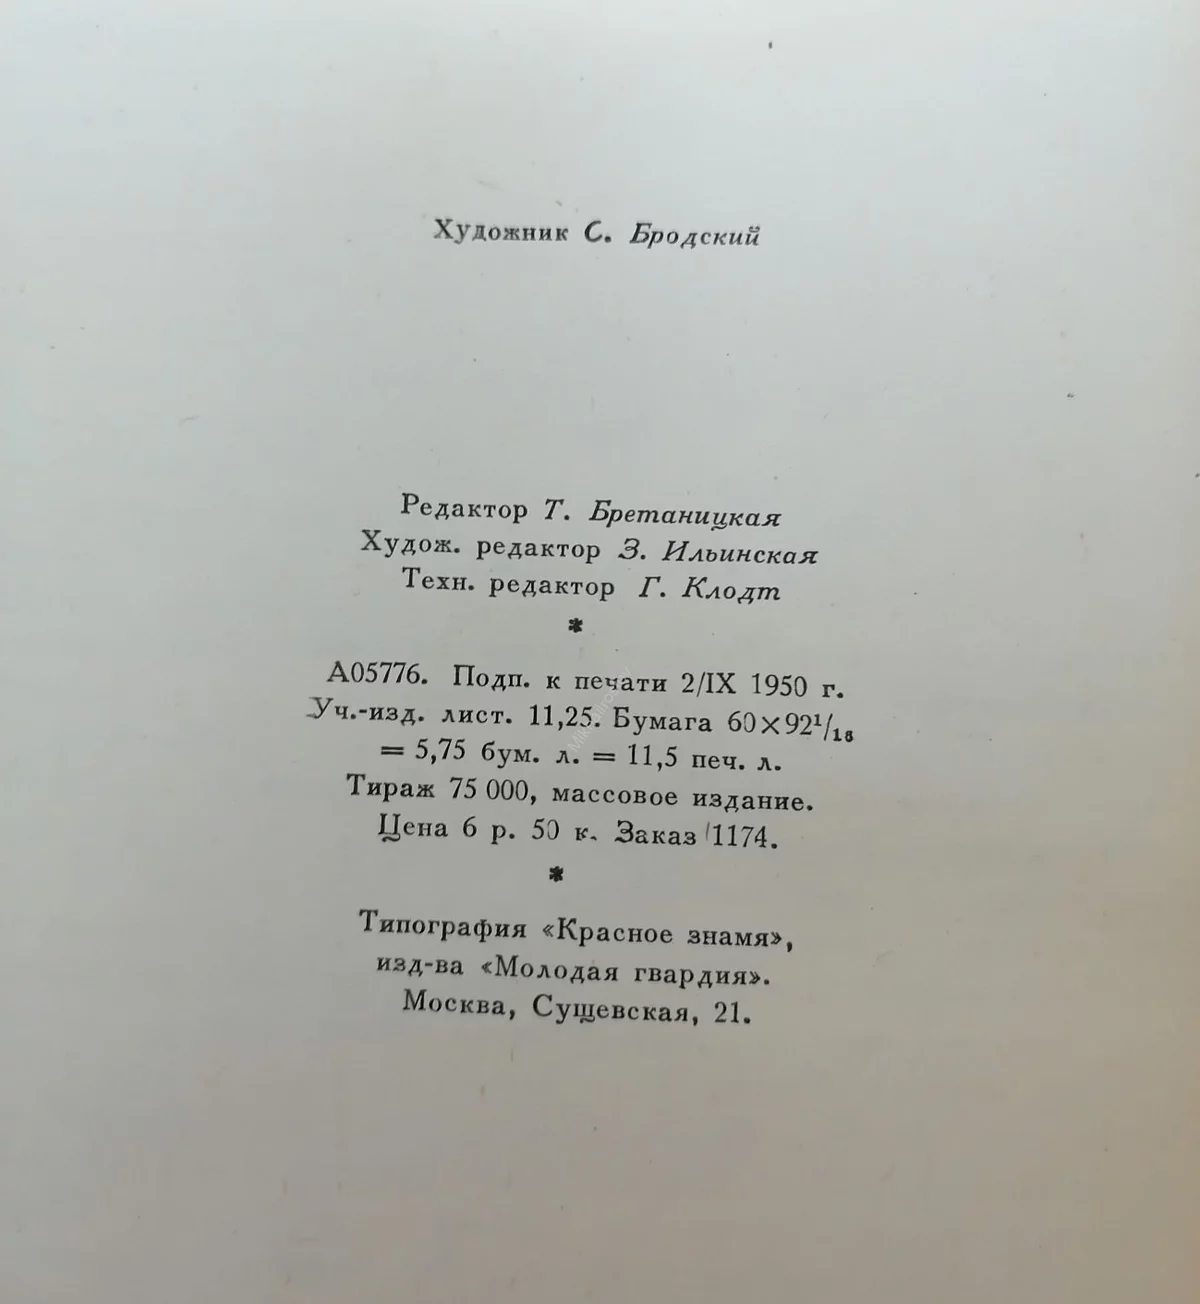 Художник С. Бродский
Редактор Т. Бретаницкая
Худож. редактор З. Ильинская
Техн. редактор Г. Клодт
*
А05776. Подп. к печати 2/IX 1950 г.
Уч.-изд. лист. 11,25. Бумага 60×92¹/₁₆
= 5,75 бум. л. = 11,5 печ. л.
Тираж 75 000, массовое издание.
Цена 6 р. 50 к. Заказ 1174.
*
Типография «Красное знамя»,
изд-ва «Молодая гвардия».
Москва, Сущевская, 21.